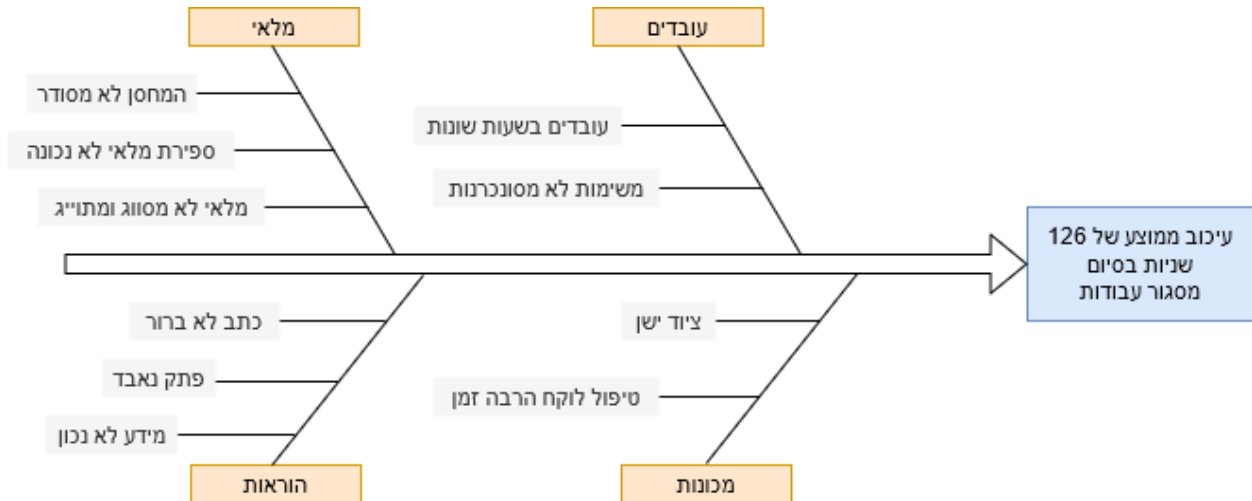 עובדים
מלאי
עובדים בשעות שונות
משימות לא מסונכרנות
המחסן לא מסודר
ספירת מלאי לא נכונה
מלאי לא מסווג ומתוייג
עיכוב ממוצע של 126
שניות בסיום
מסגור עבודות
ציוד ישן
טיפול לוקח הרבה זמן
מכונות
כתב לא ברור
פתק נאבד
מידע לא נכון
הוראות